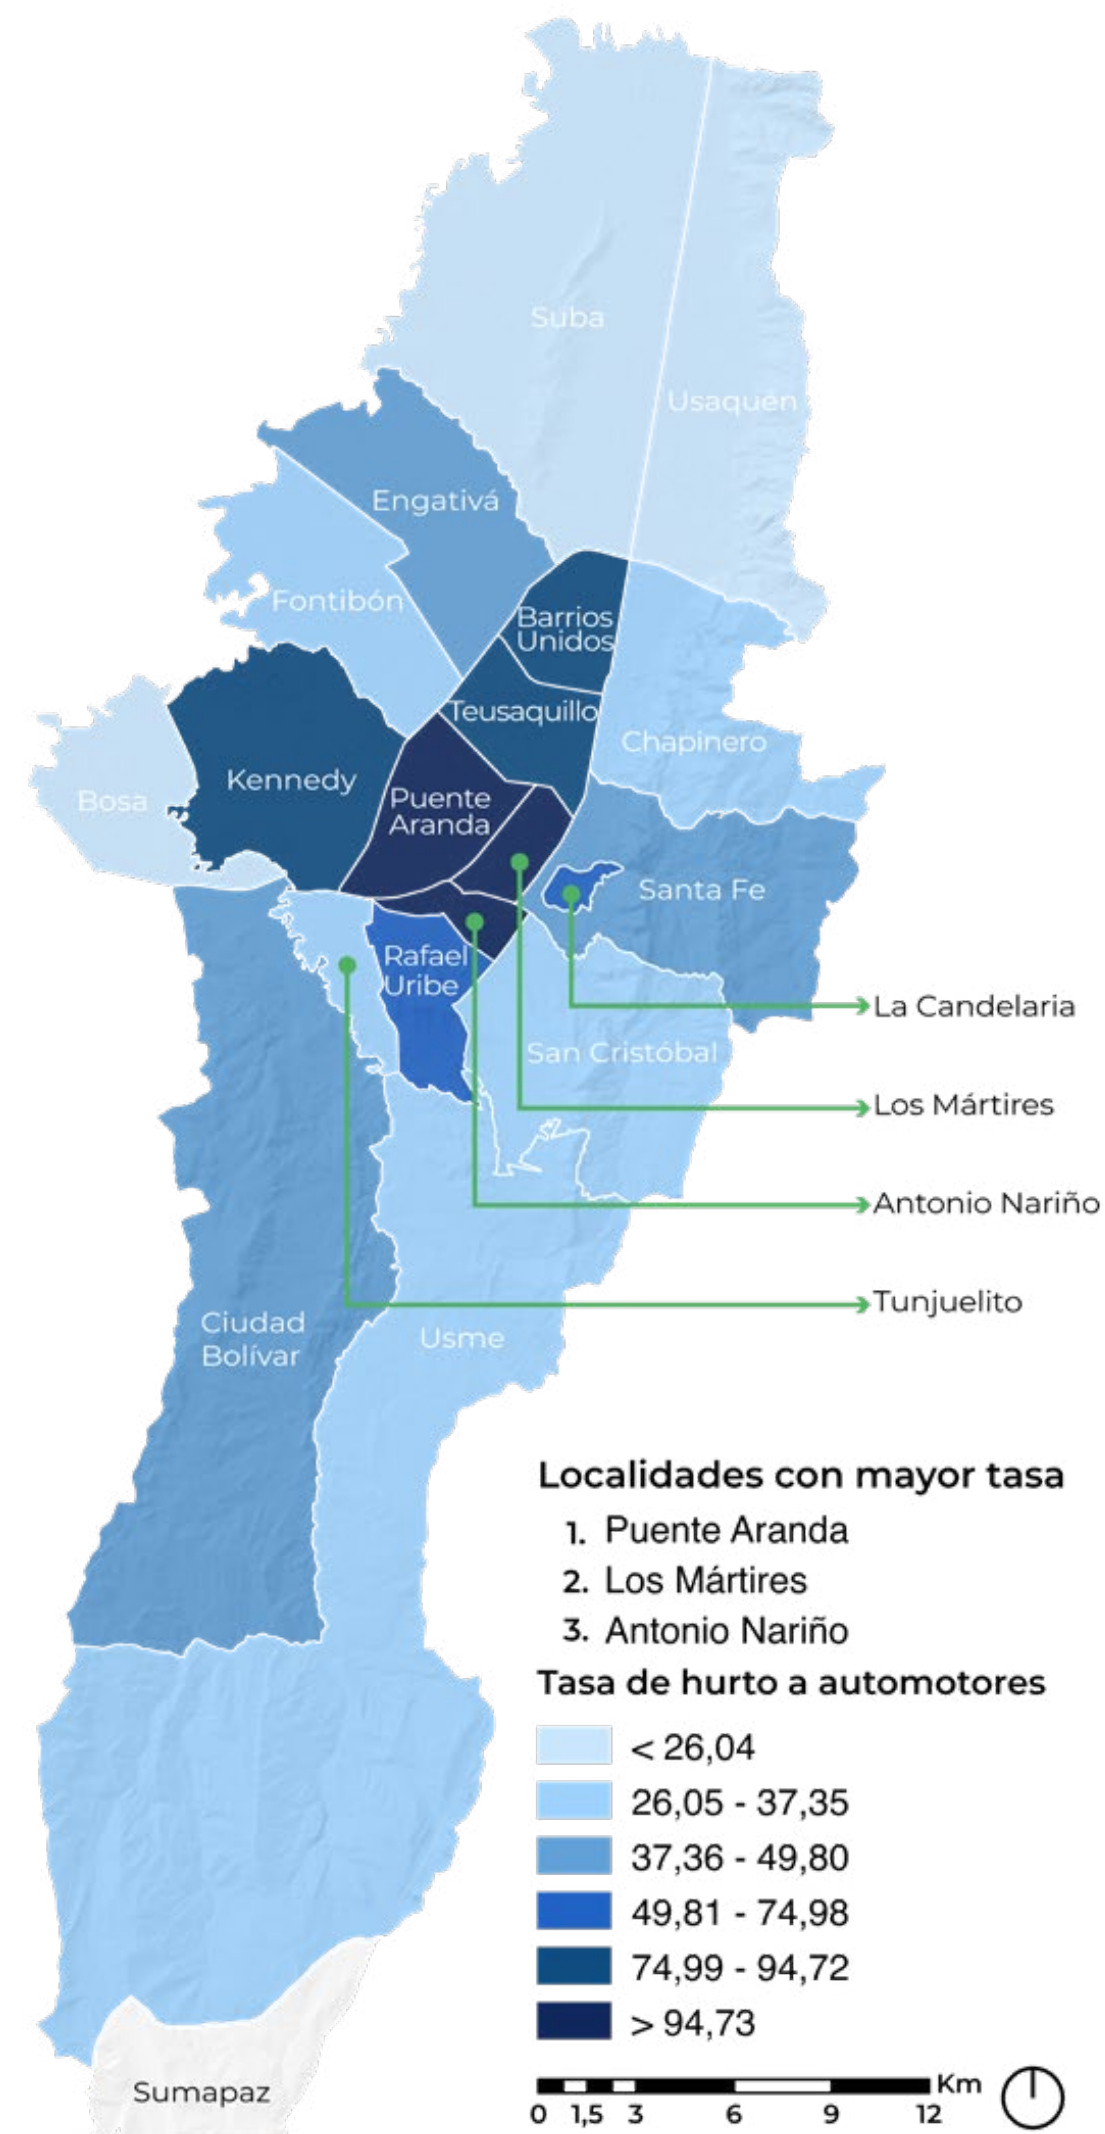 Suba
Usaquén
Engativá
Fontibón
Barrios
Unidos
Teusaquillo
Chapinero
Kennedy
Bosa
Puente
Aranda
Santa Fe
Rafael
Uribe
La Candelaria
San Cristóbal
Los Mártires
Antonio Nariño
Tunjuelito
Ciudad
Bolívar
Usme
Localidades con mayor tasa
1. Puente Aranda
2. Los Mártires
3. Antonio Nariño
Tasa de hurto a automotores
< 26,04
26,05 - 37,35
37,36 - 49,80
49,81 - 74,98
74,99 - 94,72
> 94,73
Sumapaz
Km
0 1,5 3 6 9 12